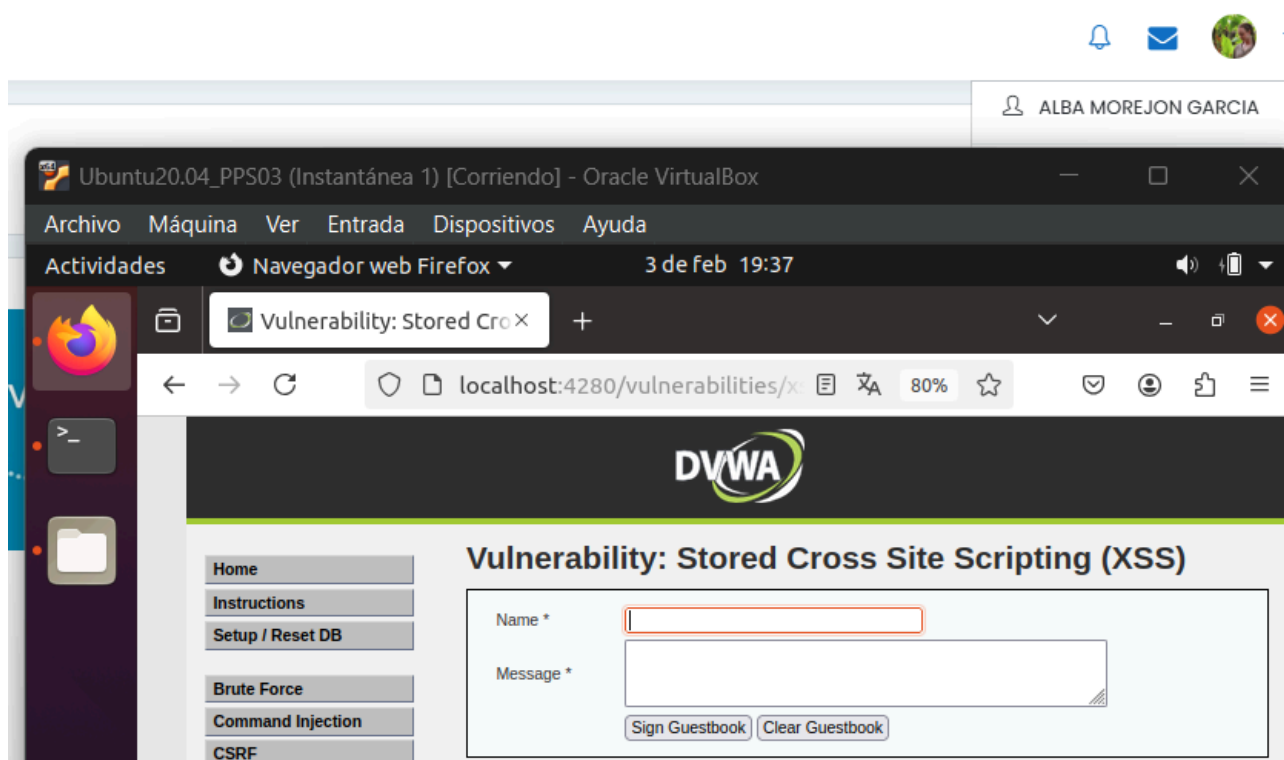 ALBA MOREJON GARCIA
Ubuntu20.04_PPS03 (Instantánea 1) [Corriendo] - Oracle VirtualBox
Archivo Máquina Ver Entrada Dispositivos Ayuda
Actividades Navegador web Firefox 3 de feb 19:37
Vulnerability: Stored Cro
localhost:4280/vulnerabilities/x 80%
DVWA
Vulnerability: Stored Cross Site Scripting (XSS)
Home
Instructions
Setup / Reset DB
Name *
Message *
Brute Force
Command Injection
CSRF
Sign Guestbook Clear Guestbook